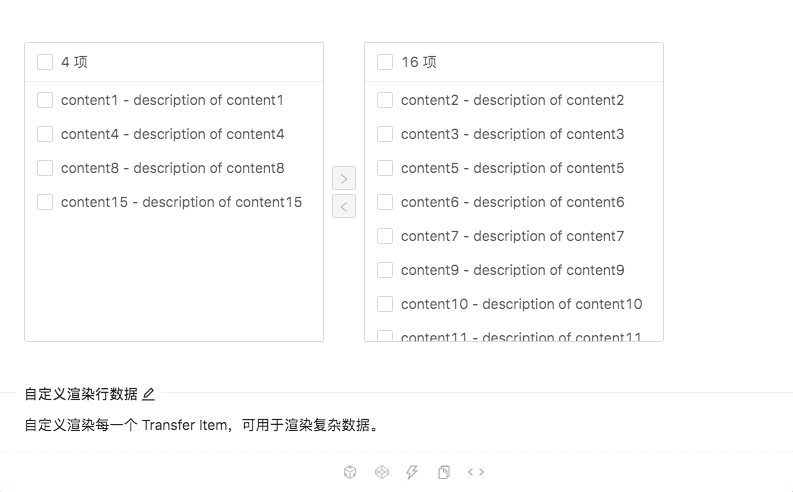 4 项
content1 - description of content1
content4 - description of content4
content8 - description of content8
content15 - description of content15
16 项
content2 - description of content2
content3 - description of content3
content5 - description of content5
content6 - description of content6
content7 - description of content7
content9 - description of content9
content10 - description of content10
content11 - description of content11
自定义渲染行数据
自定义渲染每一个 Transfer Item，可用于渲染复杂数据。